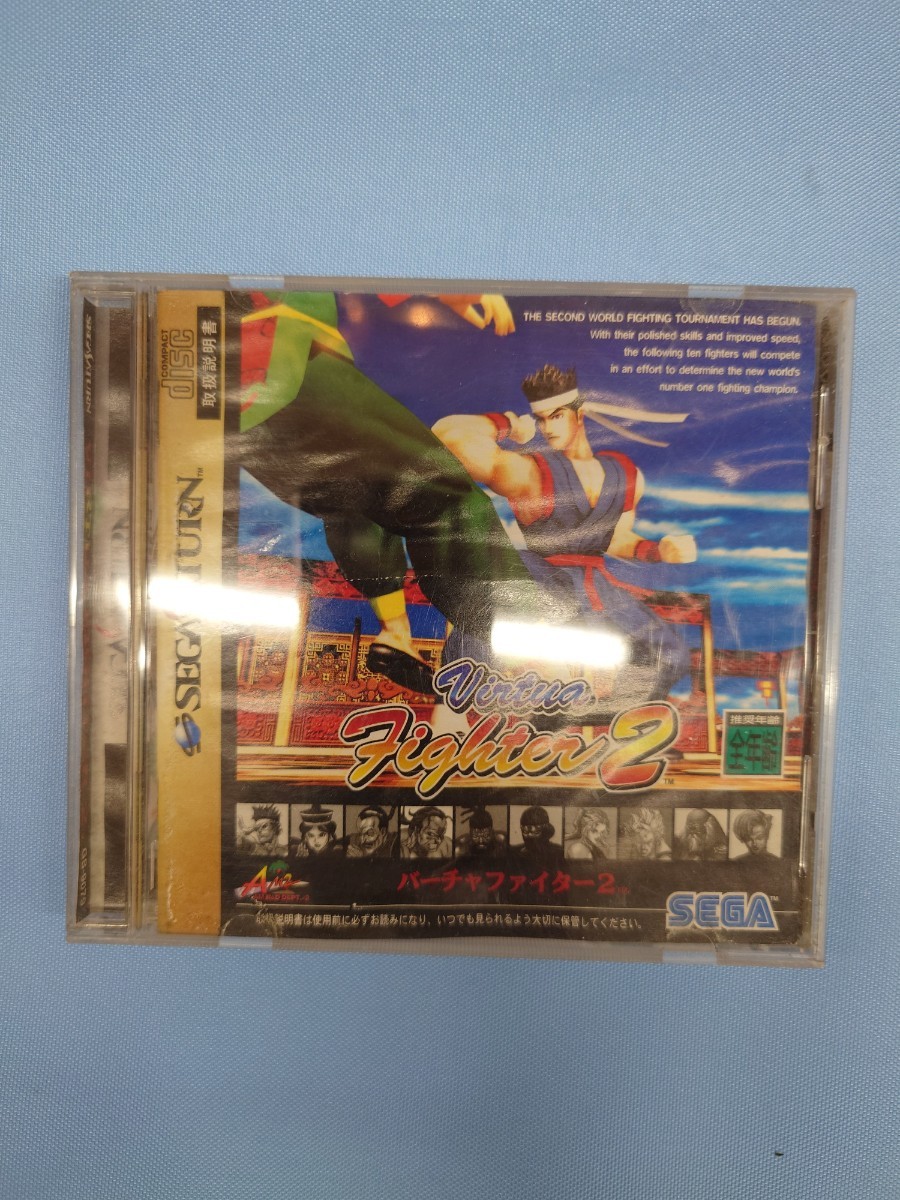 COMPACT
disc
取扱説明書
SEGA SATURN™
THE SECOND WORLD FIGHTING TOURNAMENT HAS BEGUN.
With their polished skills and improved speed,
the following ten fighters will compete
in an effort to determine the new world's
number one fighting champion.
Virtua
Fighter 2™
推奨年齢
全年齢
バーチャファイター2
取扱説明書は使用前に必ずお読みになり、いつでも見られるよう大切に保管してください。
SEGA™